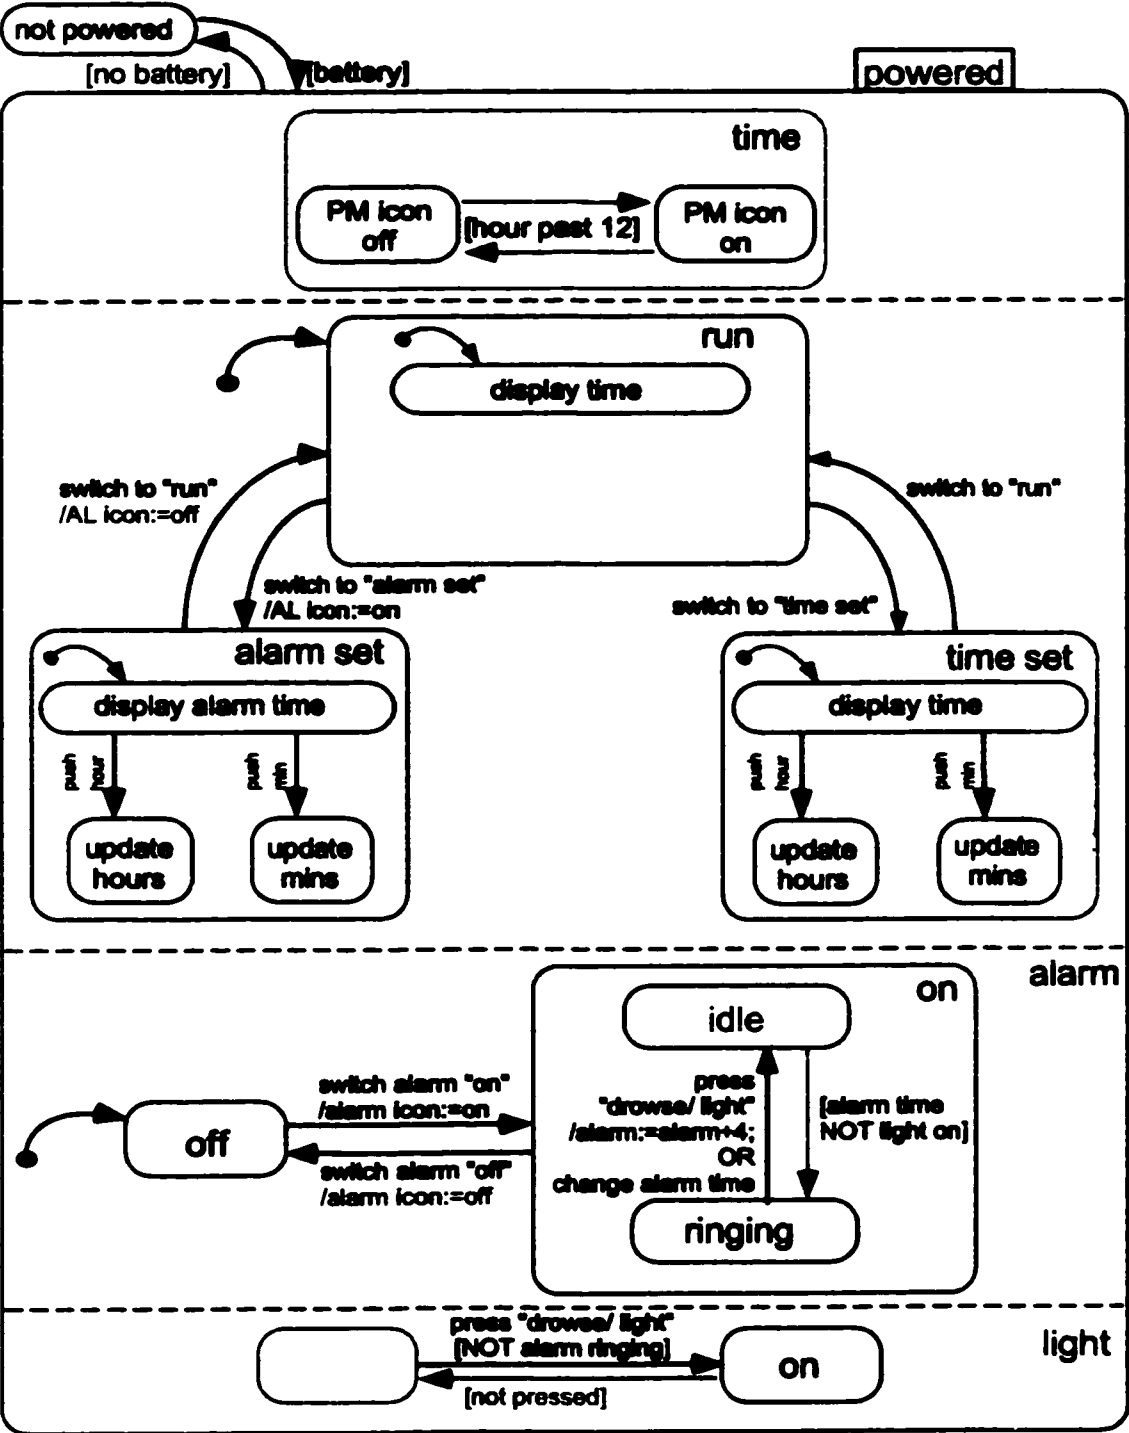 not powered
[no battery]
[battery]
powered
time
PM icon
off
[hour past 12]
PM icon
on
run
display time
switch to "run"
/AL icon:=off
switch to "run"
switch to "alarm set"
/AL icon:=on
switch to "time set"
alarm set
display alarm time
push
hour
push
min
update
hours
update
mins
time set
display time
push
hour
push
min
update
hours
update
mins
alarm
on
idle
press
"drowse/ light"
/alarm:=alarm+4;
OR
change alarm time
[alarm time
NOT light on]
ringing
switch alarm "on"
/alarm icon:=on
off
switch alarm "off"
/alarm icon:=off
light
press "drowse/ light"
[NOT alarm ringing]
on
[not pressed]